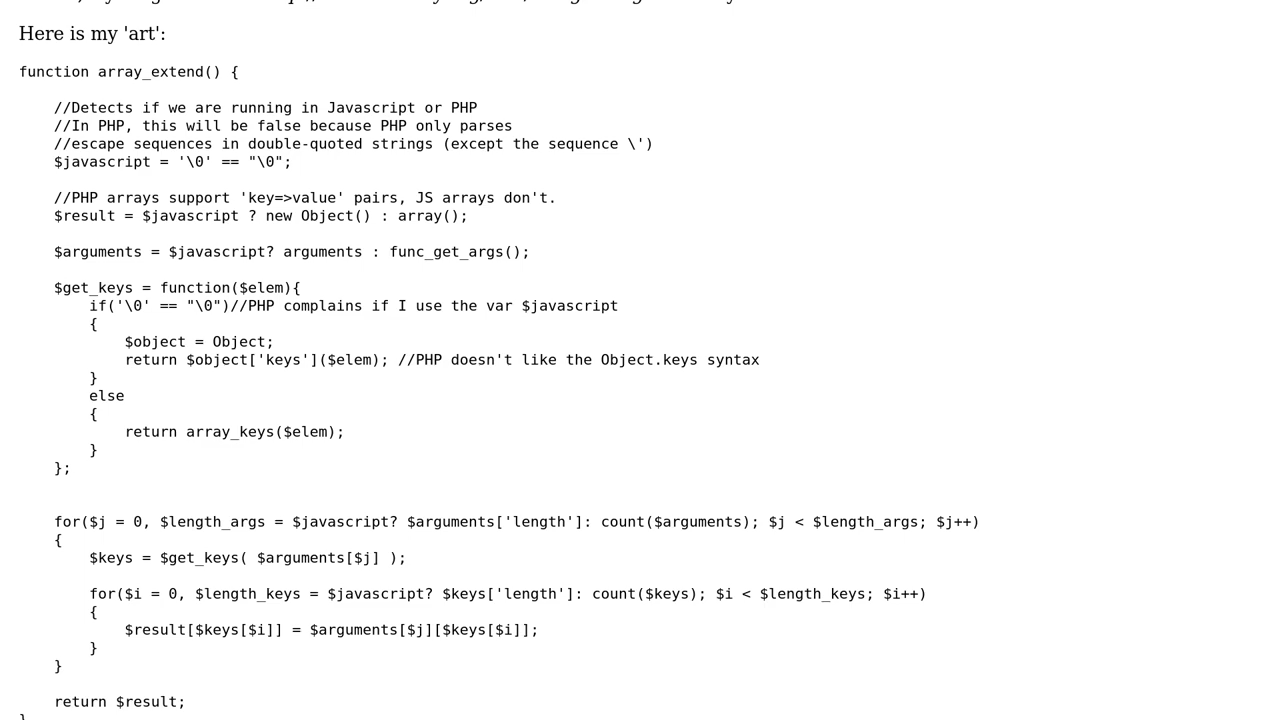 Here is my 'art':
function array_extend() {
//Detects if we are running in Javascript or PHP
//In PHP, this will be false because PHP only parses
//escape sequences in double-quoted strings (except the sequence \')
$javascript = '\0' == "\0";
//PHP arrays support 'key=>value' pairs, JS arrays don't.
$result = $javascript ? new Object() : array();
$arguments = $javascript? arguments : func_get_args();
$get_keys = function($elem){
if('\0' == "\0")//PHP complains if I use the var $javascript
{
$object = Object;
return $object['keys']($elem); //PHP doesn't like the Object.keys syntax
}
else
{
return array_keys($elem);
}
};
for($j = 0, $length_args = $javascript? $arguments['length']: count($arguments); $j < $length_args; $j++)
{
$keys = $get_keys( $arguments[$j] );
for($i = 0, $length_keys = $javascript? $keys['length']: count($keys); $i < $length_keys; $i++)
{
$result[$keys[$i]] = $arguments[$j][$keys[$i]];
}
}
return $result;
}